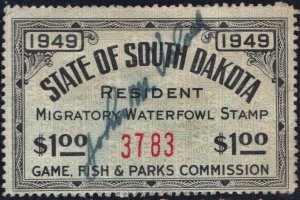 1949 1949
STATE OF SOUTH DAKOTA
RESIDENT
MIGRATORY WATERFOWL STAMP
$1.00 3783 $1.00
GAME, FISH & PARKS COMMISSION